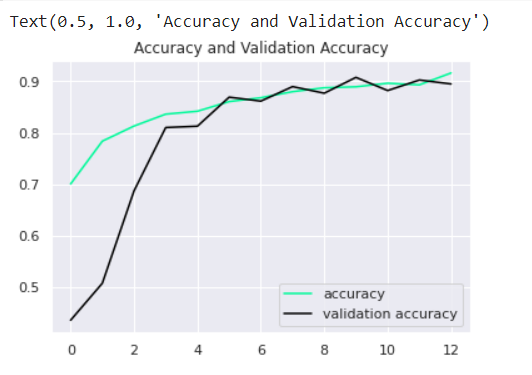 Text(0.5, 1.0, 'Accuracy and Validation Accuracy')
Accuracy and Validation Accuracy
0.9
0.8
0.7
0.6
0.5
accuracy
validation accuracy
0 2 4 6 8 10 12